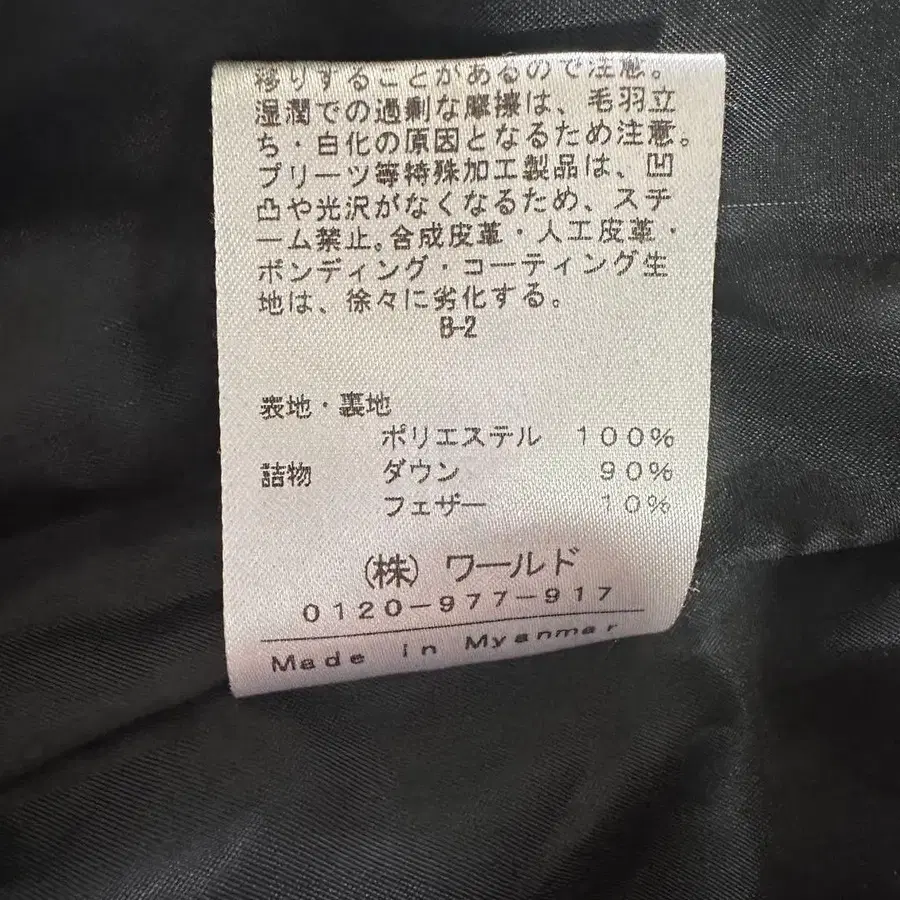 移りすることがあるので注意。
湿潤での過剰な摩擦は、毛羽立
ち・白化の原因となるため注意。
プリーツ等特殊加工製品は、凹
凸や光沢がなくなるため、スチ
ーム禁止。合成皮革・人工皮革・
ボンディング・コーティング生
地は、徐々に劣化する。
B-2
表地・裏地
ポリエステル 100%
詰物 ダウン 90%
フェザー 10%
(株) ワールド
0120-977-917
Made in Myanmar